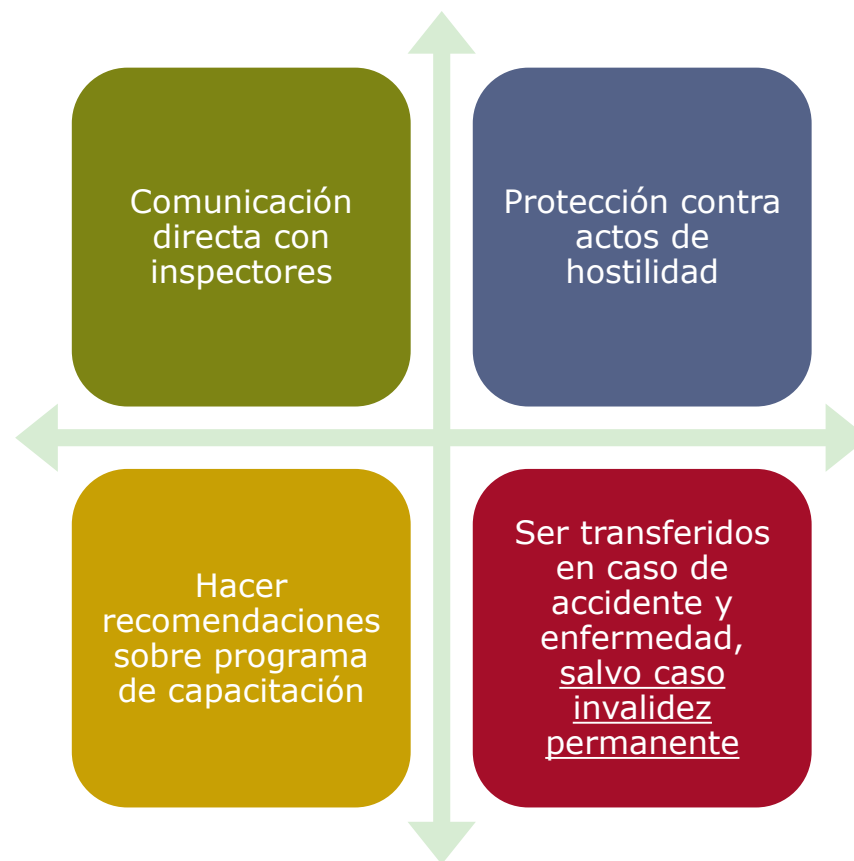 Comunicación
directa con
inspectores
Protección contra
actos de
hostilidad
Hacer
recomendaciones
sobre programa
de capacitación
Ser transferidos
en caso de
accidente y
enfermedad,
salvo caso
invalidez
permanente